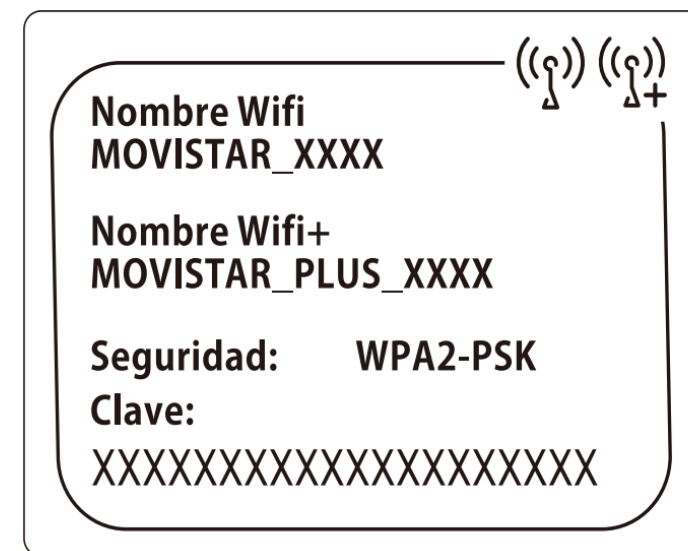 Nombre Wifi
MOVISTAR_XXXX
Nombre Wifi+
MOVISTAR_PLUS_XXXX
Seguridad: WPA2-PSK
Clave:
XXXXXXXXXXXXXXXXXXXX